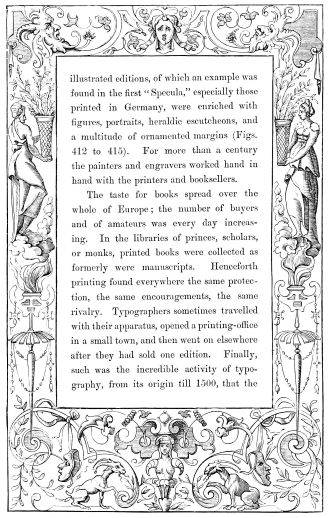 illustrated editions, of which an example was
found in the first “Specula,” especially those
printed in Germany, were enriched with
figures, portraits, heraldic escutcheons, and
a multitude of ornamented margins (Figs.
412 to 415). For more than a century
the painters and engravers worked hand in
hand with the printers and booksellers.
The taste for books spread over the
whole of Europe; the number of buyers
and of amateurs was every day increas-
ing. In the libraries of princes, scholars,
or monks, printed books were collected as
formerly were manuscripts. Henceforth
printing found everywhere the same protec-
tion, the same encouragements, the same
rivalry. Typographers sometimes travelled
with their apparatus, opened a printing-office
in a small town, and then went on elsewhere
after they had sold one edition. Finally,
such was the incredible activity of typo-
graphy, from its origin till 1500, that the